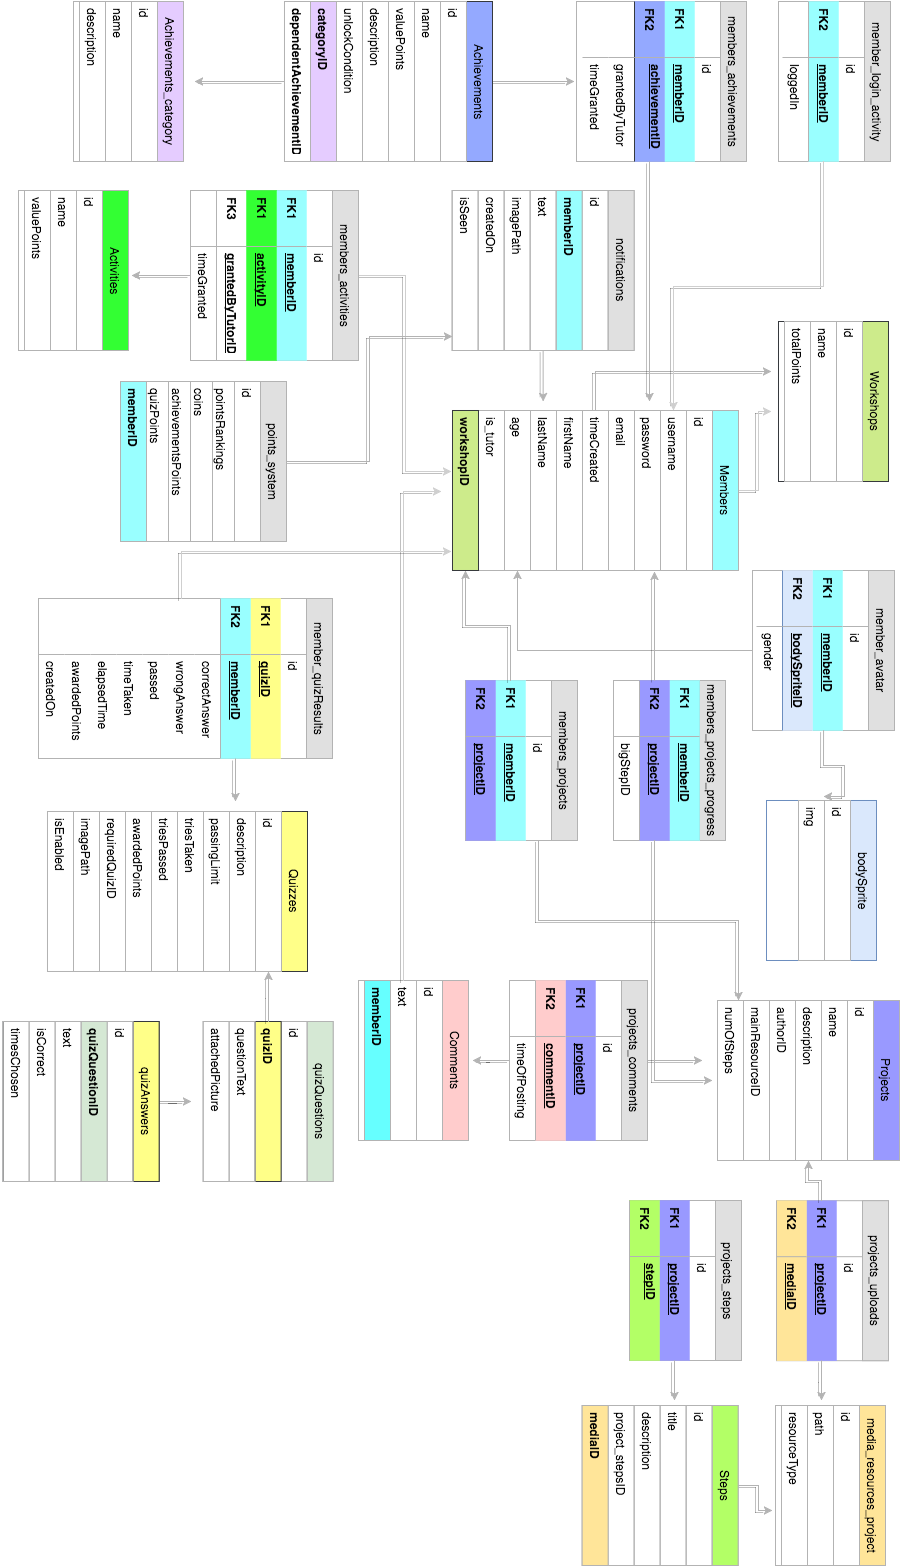 member_login_activity
FK2 memberID
loggedIn
members_achievements
id
FK1 memberID
FK2 achievementID
grantedByTutor
timeGranted
Achievements
id
name
valuePoints
description
unlockCondition
categoryID
dependentAchievementID
Achievements_category
id
name
description
Workshops
id
name
totalPoints
notifications
id
memberID
text
imagePath
createdOn
isSeen
members_activities
id
FK1 memberID
FK1 activityID
FK3 grantedByTutorID
timeGranted
Activities
id
name
valuePoints
Members
id
username
password
email
timeCreated
firstName
lastName
age
is_tutor
workshopID
points_system
id
pointsRankings
coins
achievementsPoints
quizPoints
memberID
member_avatar
id
FK1 memberID
FK2 bodySpriteID
gender
members_projects_progress
FK1 memberID
FK2 projectID
bigStepID
members_projects
id
FK1 memberID
FK2 projectID
member_quizResults
id
FK1 quizID
FK2 memberID
correctAnswer
wrongAnswer
passed
timeTaken
elapsedTime
awardedPoints
createdOn
bodySprite
id
img
Quizzes
id
description
passingLimit
triesTaken
triesPassed
awardedPoints
requiredQuizID
imagePath
isEnabled
Projects
id
name
description
authorID
mainResourceID
numOfSteps
projects_comments
id
FK1 projectID
FK2 commentID
timeOfPosting
Comments
id
text
memberID
quizQuestions
id
quizID
questionText
attachedPicture
quizAnswers
id
quizQuestionID
text
isCorrect
timesChosen
projects_uploads
id
FK1 projectID
FK2 mediaID
projects_steps
id
FK1 projectID
FK2 stepID
media_resources_project
id
path
resourceType
Steps
id
title
description
project_stepsID
mediaID